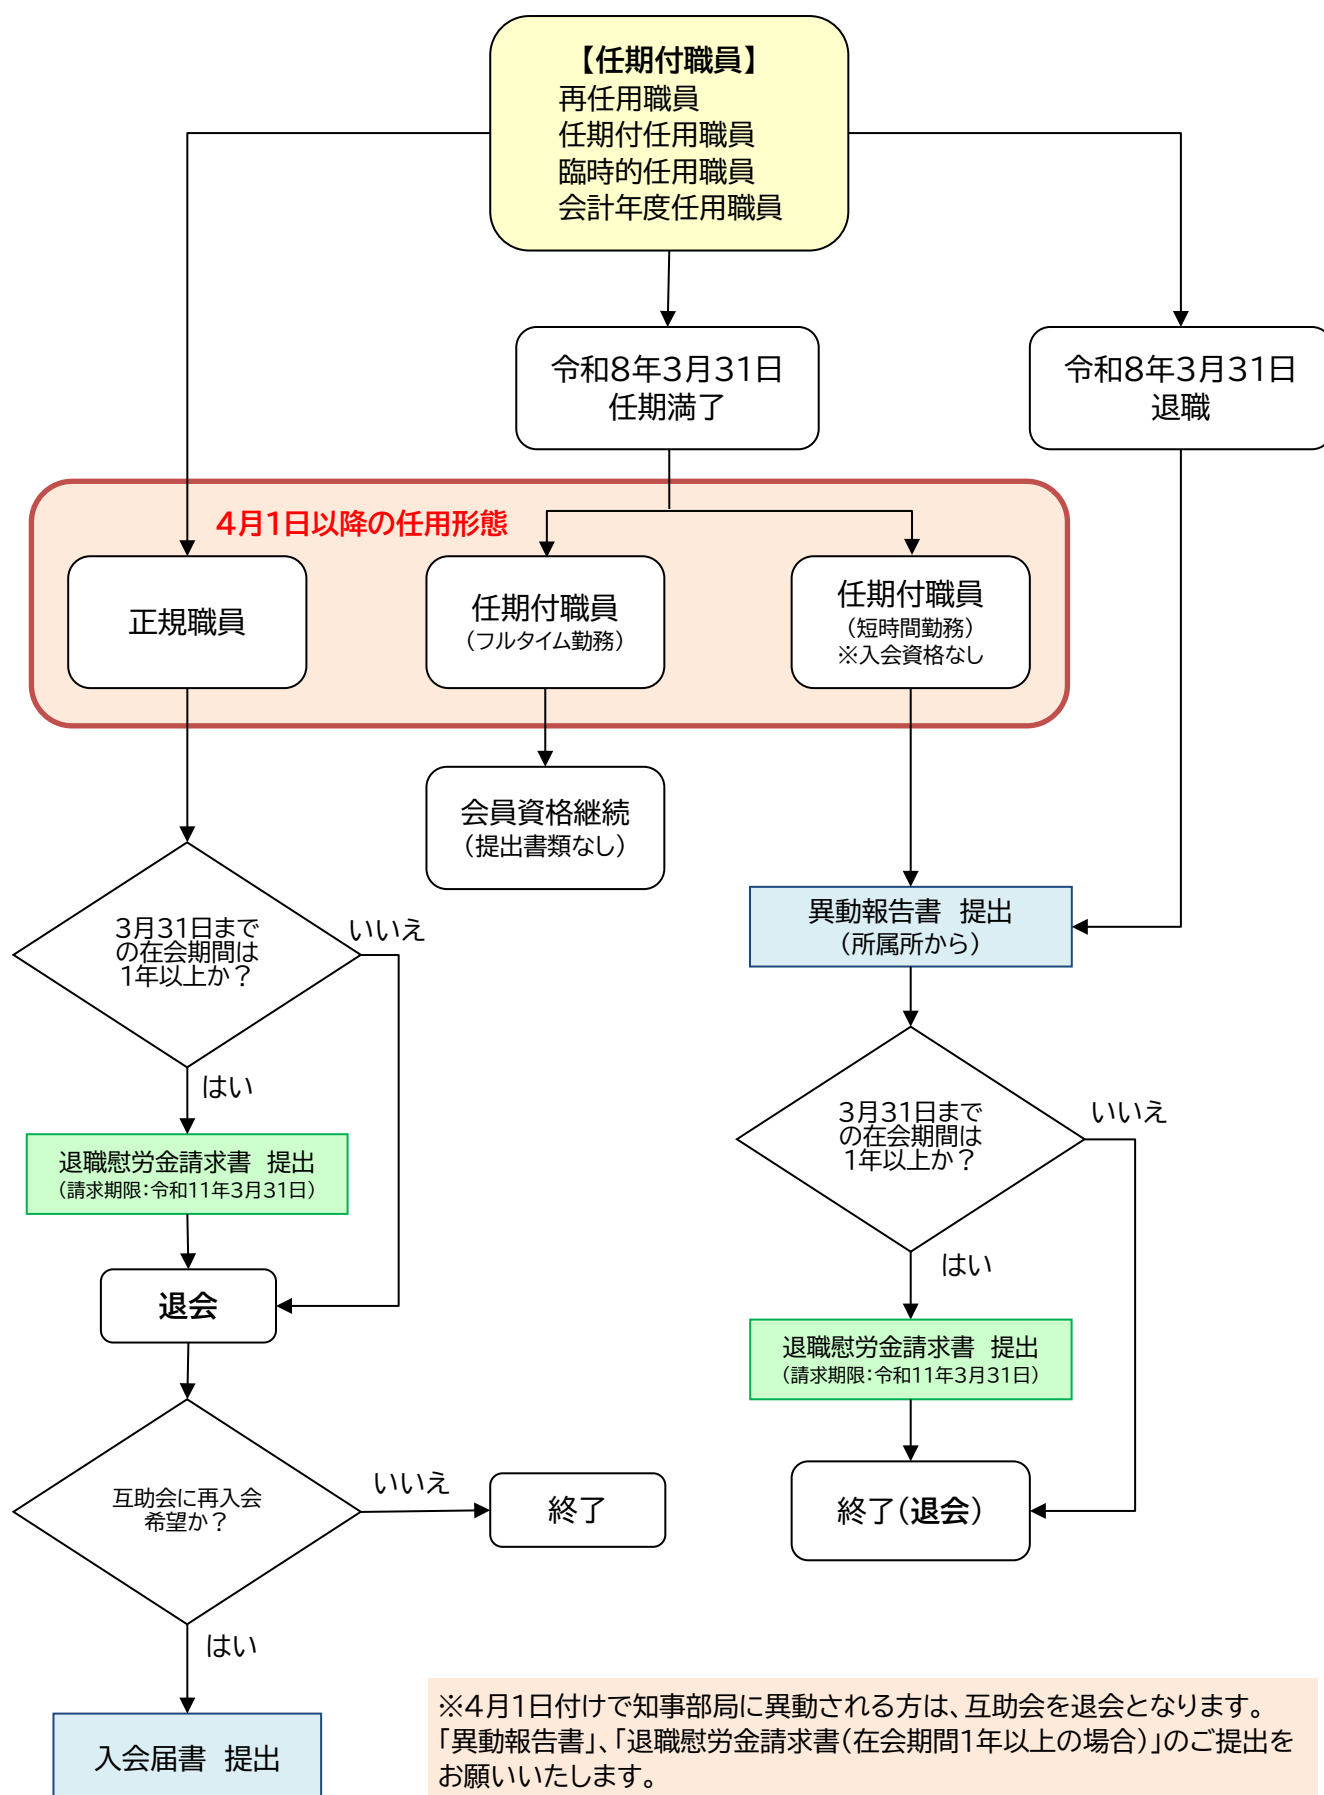 【任期付職員】
再任用職員
任期付任用職員
臨時的任用職員
会計年度任用職員
令和8年3月31日
任期満了
令和8年3月31日
退職
4月1日以降の任用形態
正規職員
任期付職員
（フルタイム勤務）
任期付職員
（短時間勤務）
※入会資格なし
会員資格継続
（提出書類なし）
異動報告書　提出
（所属所から）
3月31日まで
の在会期間は
1年以上か？
いいえ
はい
退職慰労金請求書　提出
（請求期限：令和11年3月31日）
退会
3月31日まで
の在会期間は
1年以上か？
いいえ
はい
退職慰労金請求書　提出
（請求期限：令和11年3月31日）
終了（退会）
互助会に再入会
希望か？
いいえ
終了
はい
入会届書　提出
※4月1日付けで知事部局に異動される方は、互助会を退会となります。
「異動報告書」、「退職慰労金請求書（在会期間1年以上の場合）」のご提出を
お願いいたします。